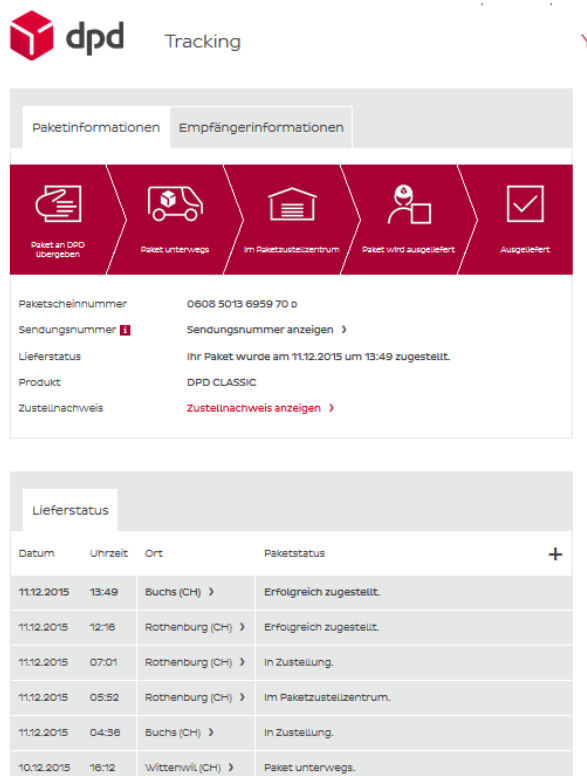 dpd Tracking
Paketinformationen Empfängerinformationen
Paket an DPD übergeben
Paket unterwegs
Im Paketzustellzentrum
Paket wird ausgeliefert
Ausgeliefert
Paketscheinnummer 0608 5013 6959 70 D
Sendungsnummer i Sendungsnummer anzeigen
Lieferstatus Ihr Paket wurde am 11.12.2015 um 13:49 zugestellt.
Produkt DPD CLASSIC
Zustellnachweis Zustellnachweis anzeigen
Lieferstatus
Datum Uhrzeit Ort Paketstatus +
11.12.2015 13:49 Buchs (CH) Erfolgreich zugestellt.
11.12.2015 12:16 Rothenburg (CH) Erfolgreich zugestellt.
11.12.2015 07:01 Rothenburg (CH) In Zustellung.
11.12.2015 05:52 Rothenburg (CH) Im Paketzustellzentrum.
11.12.2015 04:36 Buchs (CH) In Zustellung.
10.12.2015 16:12 Wittenwil (CH) Paket unterwegs.